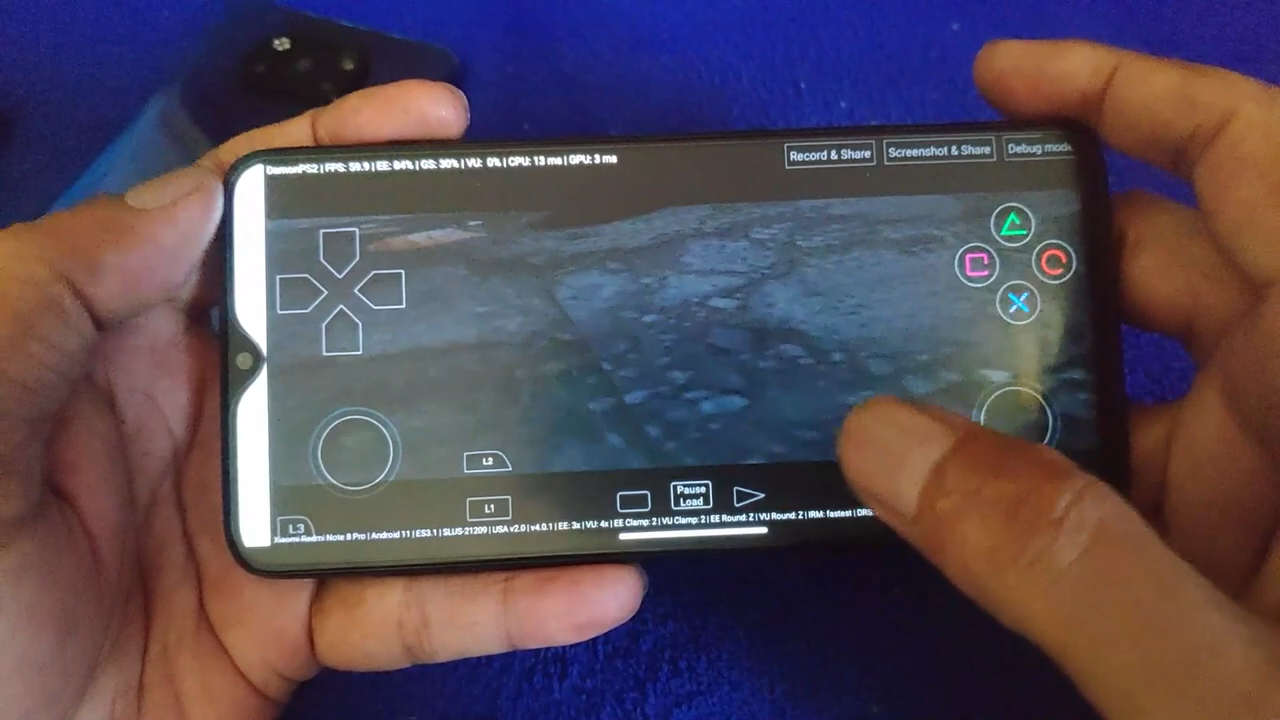 DamonPS2 | FPS: 59.9 | EE: 84% | GS: 30% | VU: 0% | CPU: 13 ms | GPU: 3 ms
Record & Share
Screenshot & Share
Debug mode
L2
L1
Pause
Load
L3
Xiaomi Redmi Note 8 Pro | Android 11 | ES3.1 | SLUS-21209 | USA v2.0 | v4.0.1 | EE: 3x | VU: 4x | EE Clamp: 2 | VU Clamp: 2 | EE Round: Z | VU Round: Z | IRM: fastest | DRS: